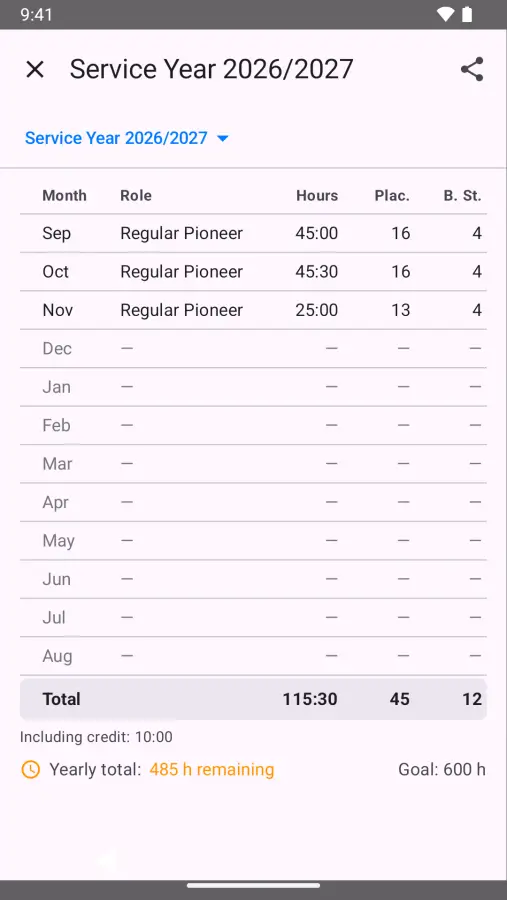 9:41
Service Year 2026/2027
Service Year 2026/2027
Month Role Hours Plac. B. St.
Sep Regular Pioneer 45:00 16 4
Oct Regular Pioneer 45:30 16 4
Nov Regular Pioneer 25:00 13 4
Dec — — — —
Jan — — — —
Feb — — — —
Mar — — — —
Apr — — — —
May — — — —
Jun — — — —
Jul — — — —
Aug — — — —
Total 115:30 45 12
Including credit: 10:00
Yearly total: 485 h remaining Goal: 600 h